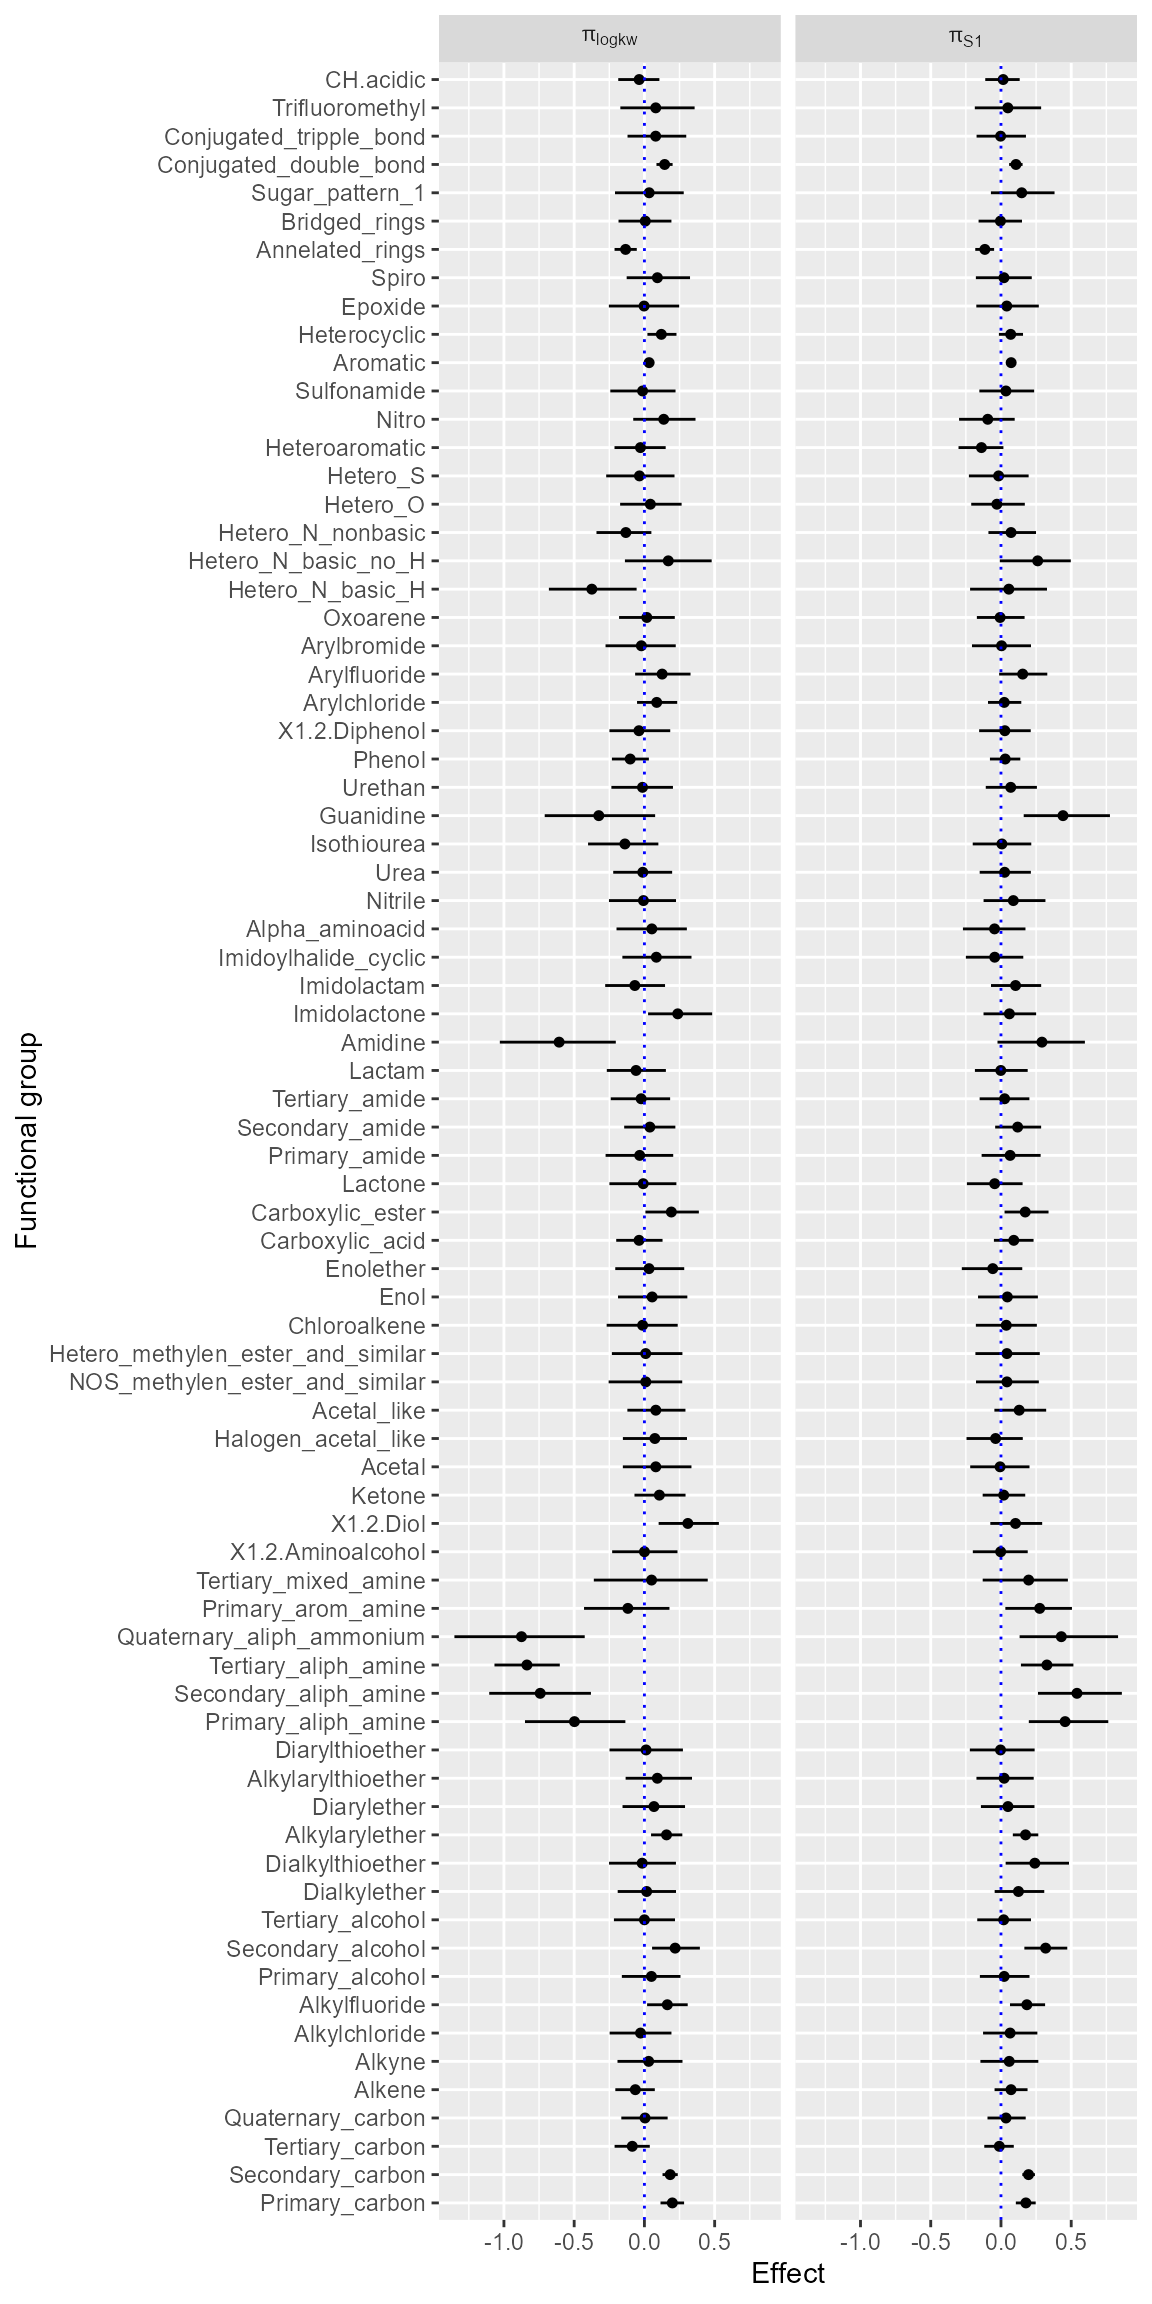 πlogkw
πS1
CH.acidic
Trifluoromethyl
Conjugated_tripple_bond
Conjugated_double_bond
Sugar_pattern_1
Bridged_rings
Annelated_rings
Spiro
Epoxide
Heterocyclic
Aromatic
Sulfonamide
Nitro
Heteroaromatic
Hetero_S
Hetero_O
Hetero_N_nonbasic
Hetero_N_basic_no_H
Hetero_N_basic_H
Oxoarene
Arylbromide
Arylfluoride
Arylchloride
X1.2.Diphenol
Phenol
Urethan
Guanidine
Isothiourea
Urea
Nitrile
Alpha_aminoacid
Imidoylhalide_cyclic
Imidolactam
Imidolactone
Amidine
Lactam
Tertiary_amide
Secondary_amide
Primary_amide
Lactone
Carboxylic_ester
Carboxylic_acid
Enolether
Enol
Chloroalkene
Hetero_methylen_ester_and_similar
NOS_methylen_ester_and_similar
Acetal_like
Halogen_acetal_like
Acetal
Ketone
X1.2.Diol
X1.2.Aminoalcohol
Tertiary_mixed_amine
Primary_arom_amine
Quaternary_aliph_ammonium
Tertiary_aliph_amine
Secondary_aliph_amine
Primary_aliph_amine
Diarylthioether
Alkylarylthioether
Diarylether
Alkylarylether
Dialkylthioether
Dialkylether
Tertiary_alcohol
Secondary_alcohol
Primary_alcohol
Alkylfluoride
Alkylchloride
Alkyne
Alkene
Quaternary_carbon
Tertiary_carbon
Secondary_carbon
Primary_carbon
Functional group
-1.0 -0.5 0.0 0.5
-1.0 -0.5 0.0 0.5
Effect